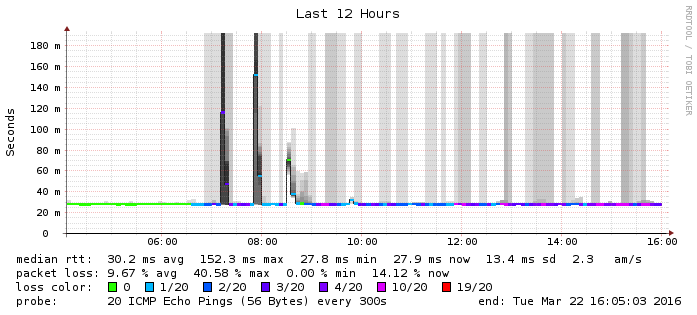 Last 12 Hours
RRDTOOL / TOBI OETIKER
Seconds
180 m
160 m
140 m
120 m
100 m
80 m
60 m
40 m
20 m
0
06:00 08:00 10:00 12:00 14:00 16:00
median rtt: 30.2 ms avg 152.3 ms max 27.8 ms min 27.9 ms now 13.4 ms sd 2.3 am/s
packet loss: 9.67 % avg 40.58 % max 0.00 % min 14.12 % now
loss color: 0 1/20 2/20 3/20 4/20 10/20 19/20
probe: 20 ICMP Echo Pings (56 Bytes) every 300s end: Tue Mar 22 16:05:03 2016